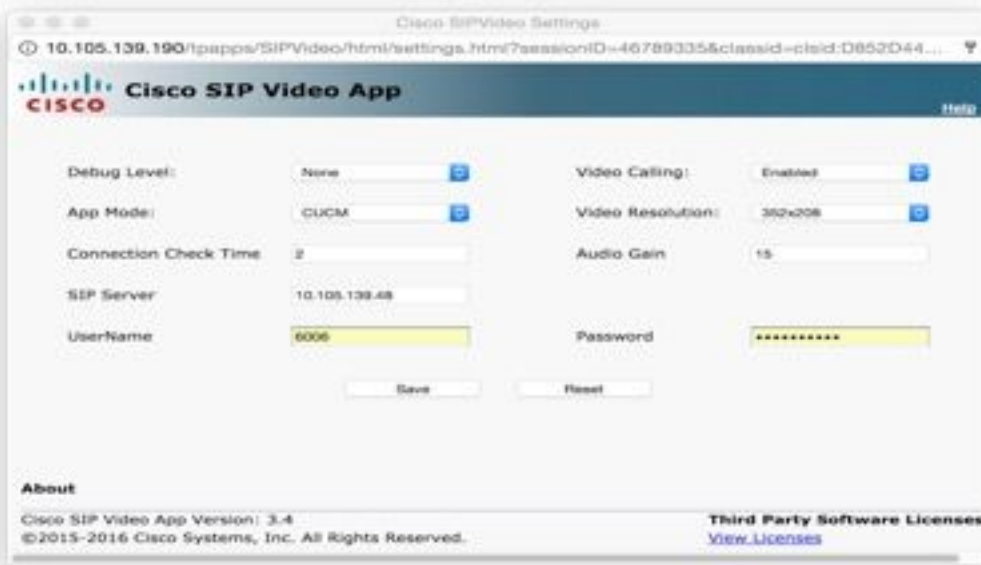 Cisco SIPVideo Settings
10.105.139.190/tpapps/SIPVideo/html/settings.html?sessionID=46789335&classid=clsid:D852D44...
CISCO Cisco SIP Video App
Help
Debug Level: None Video Calling: Enabled
App Mode: CUCM Video Resolution: 352x208
Connection Check Time 2 Audio Gain 15
SIP Server 10.105.139.48
UserName 6006 Password ••••••••••
Save Reset
About
Cisco SIP Video App Version: 3.4 Third Party Software Licenses
©2015-2016 Cisco Systems, Inc. All Rights Reserved. View Licenses